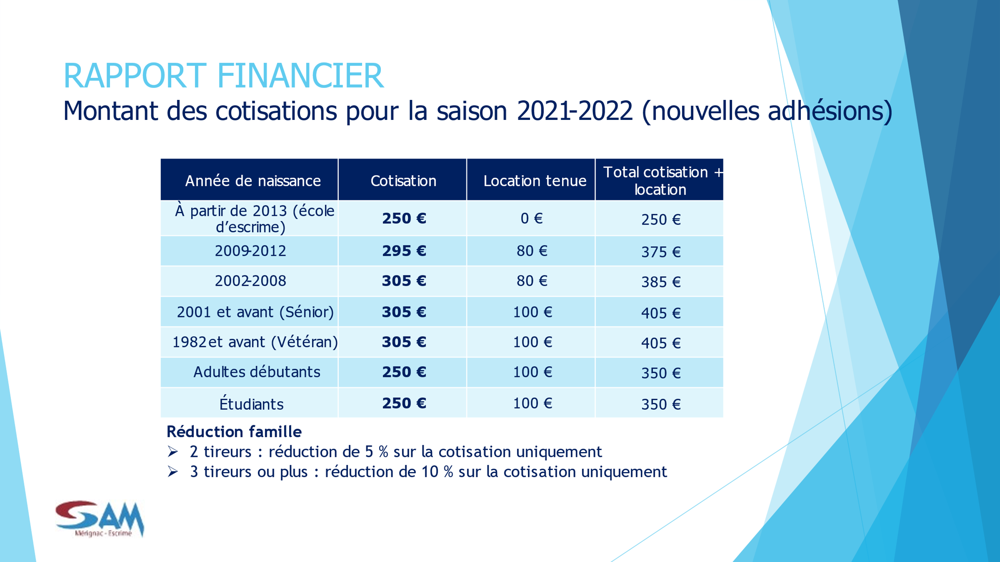 RAPPORT FINANCIER
Montant des cotisations pour la saison 2021-2022 (nouvelles adhésions)
Année de naissance Cotisation Location tenue Total cotisation + location
À partir de 2013 (école d’escrime) 250 € 0 € 250 €
2009-2012 295 € 80 € 375 €
2002-2008 305 € 80 € 385 €
2001 et avant (Sénior) 305 € 100 € 405 €
1982 et avant (Vétéran) 305 € 100 € 405 €
Adultes débutants 250 € 100 € 350 €
Étudiants 250 € 100 € 350 €
Réduction famille
➢ 2 tireurs : réduction de 5 % sur la cotisation uniquement
➢ 3 tireurs ou plus : réduction de 10 % sur la cotisation uniquement
SAM
Mérignac - Escrime